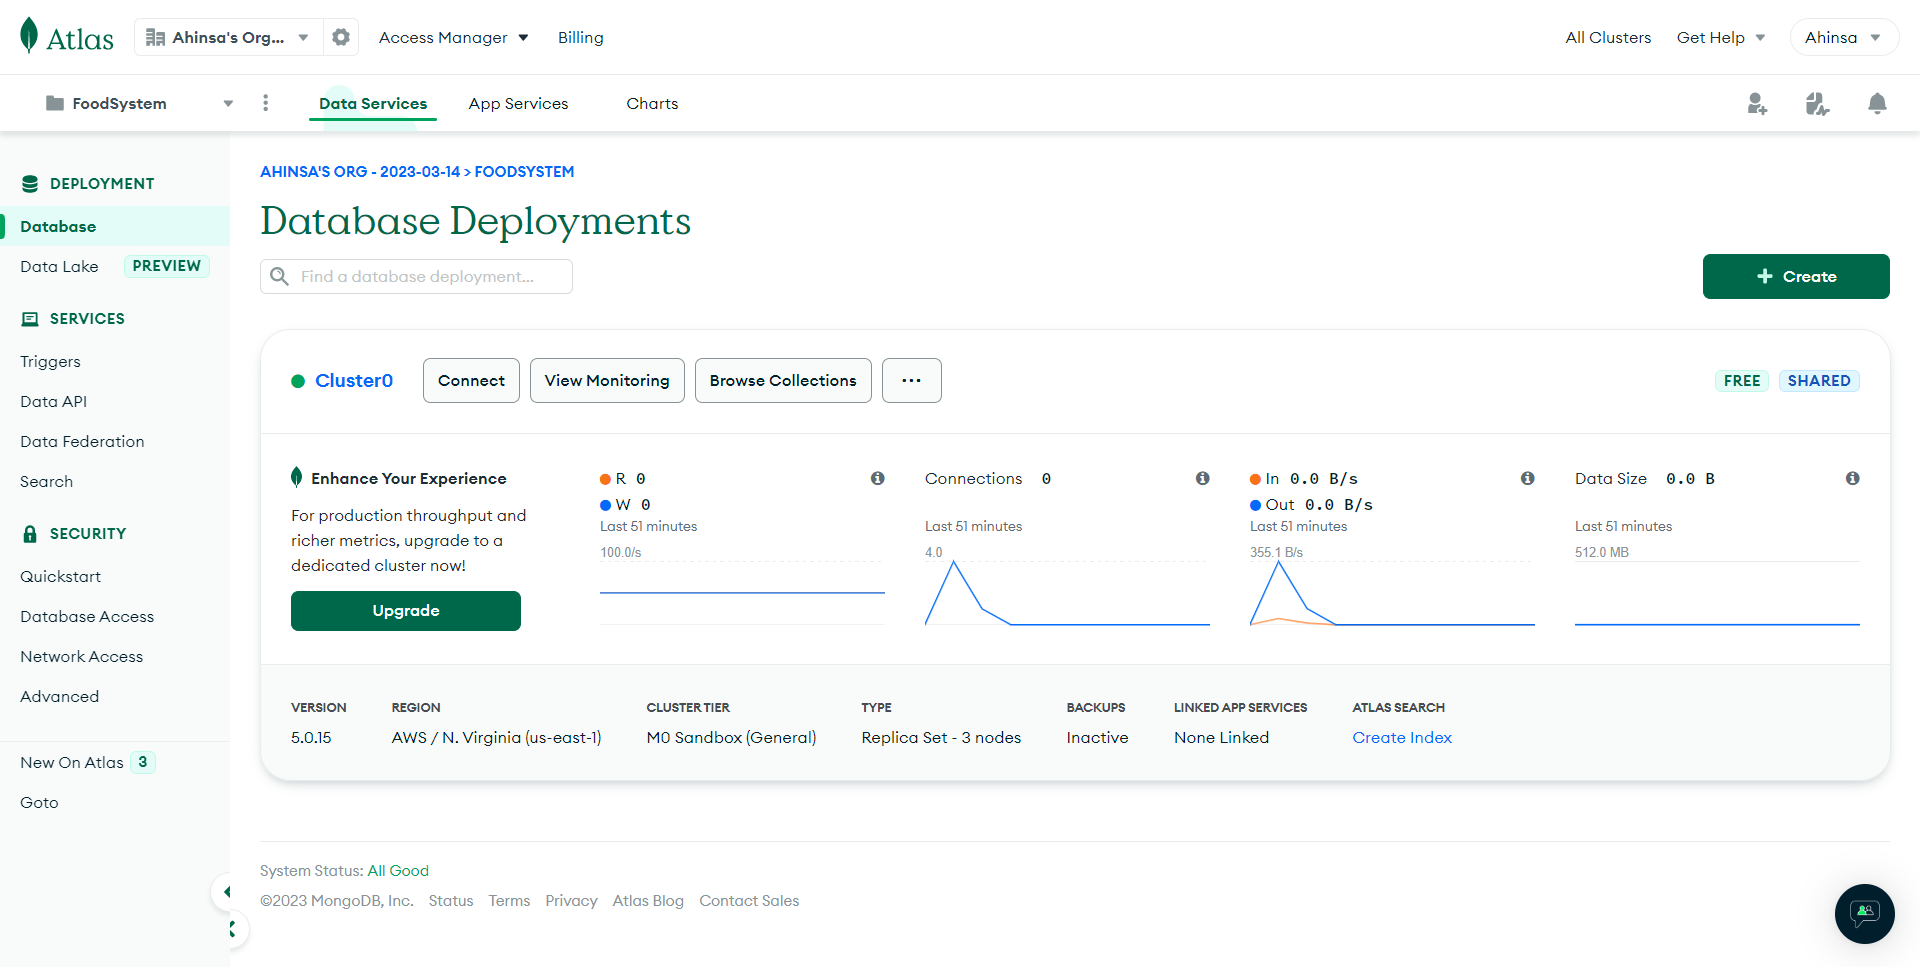 Atlas
Ahinsa's Org...
Access Manager
Billing
All Clusters
Get Help
Ahinsa
FoodSystem
Data Services
App Services
Charts
DEPLOYMENT
Database
Data Lake PREVIEW
SERVICES
Triggers
Data API
Data Federation
Search
SECURITY
Quickstart
Database Access
Network Access
Advanced
New On Atlas 3
Goto
AHINSA'S ORG - 2023-03-14 > FOODSYSTEM
Database Deployments
Find a database deployment...
+ Create
Cluster0
Connect
View Monitoring
Browse Collections
...
FREE
SHARED
Enhance Your Experience
For production throughput and
richer metrics, upgrade to a
dedicated cluster now!
Upgrade
R 0
W 0
Last 51 minutes
100.0/s
Connections 0
Last 51 minutes
4.0
In 0.0 B/s
Out 0.0 B/s
Last 51 minutes
355.1 B/s
Data Size 0.0 B
Last 51 minutes
512.0 MB
VERSION
5.0.15
REGION
AWS / N. Virginia (us-east-1)
CLUSTER TIER
M0 Sandbox (General)
TYPE
Replica Set - 3 nodes
BACKUPS
Inactive
LINKED APP SERVICES
None Linked
ATLAS SEARCH
Create Index
System Status: All Good
©2023 MongoDB, Inc. Status Terms Privacy Atlas Blog Contact Sales